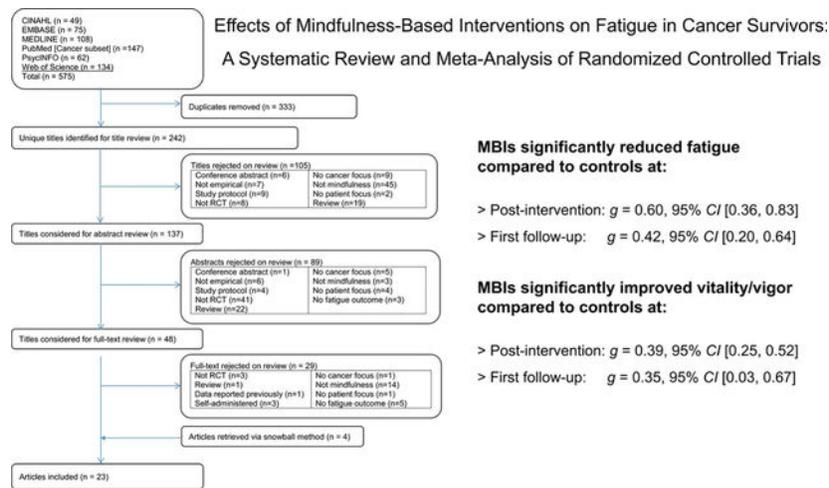 CINAHL (n = 49)
EMBASE (n = 75)
MEDLINE (n = 108)
PubMed [Cancer subset] (n =147)
PsycINFO (n = 62)
Web of Science (n = 134)
Total (n = 575)
Effects of Mindfulness-Based Interventions on Fatigue in Cancer Survivors:
A Systematic Review and Meta-Analysis of Randomized Controlled Trials
Duplicates removed (n = 333)
Unique titles identified for title review (n = 242)
Titles rejected on review (n =105)
Conference abstract (n=6)
Not empirical (n=7)
Study protocol (n=9)
Not RCT (n=8)
No cancer focus (n=9)
Not mindfulness (n=45)
No patient focus (n=2)
Review (n=19)
Titles considered for abstract review (n = 137)
Abstracts rejected on review (n = 89)
Conference abstract (n=1)
Not empirical (n=6)
Study protocol (n=4)
Not RCT (n=41)
Review (n=22)
No cancer focus (n=5)
Not mindfulness (n=3)
No patient focus (n=4)
No fatigue outcome (n=3)
Titles considered for full-text review (n = 48)
Full-text rejected on review (n = 29)
Not RCT (n=3)
Review (n=1)
Data reported previously (n=1)
Self-administered (n=3)
No cancer focus (n=1)
Not mindfulness (n=14)
No patient focus (n=1)
No fatigue outcome (n=5)
Articles retrieved via snowball method (n = 4)
Articles included (n = 23)
MBIs significantly reduced fatigue
compared to controls at:
> Post-intervention: g = 0.60, 95% CI [0.36, 0.83]
> First follow-up: g = 0.42, 95% CI [0.20, 0.64]
MBIs significantly improved vitality/vigor
compared to controls at:
> Post-intervention: g = 0.39, 95% CI [0.25, 0.52]
> First follow-up: g = 0.35, 95% CI [0.03, 0.67]